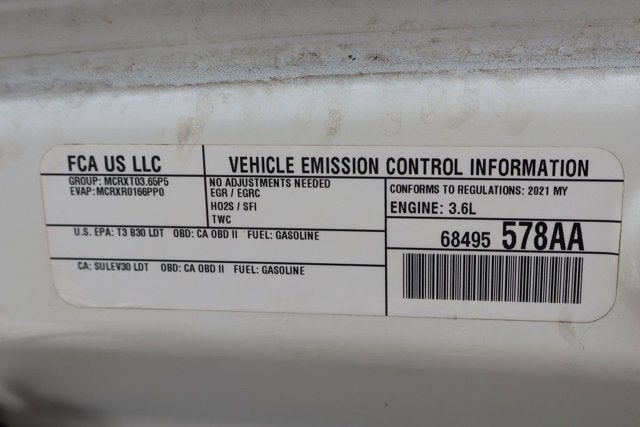 FCA US LLC
VEHICLE EMISSION CONTROL INFORMATION
GROUP: MCRXT03.65P5
EVAP: MCRXR0166PP0
NO ADJUSTMENTS NEEDED
EGR / EGRC
HO2S / SFI
TWC
CONFORMS TO REGULATIONS: 2021 MY
ENGINE: 3.6L
U.S. EPA: T3 B30 LDT OBD: CA OBD II FUEL: GASOLINE
CA: SULEV30 LDT OBD: CA OBD II FUEL: GASOLINE
68495 578AA